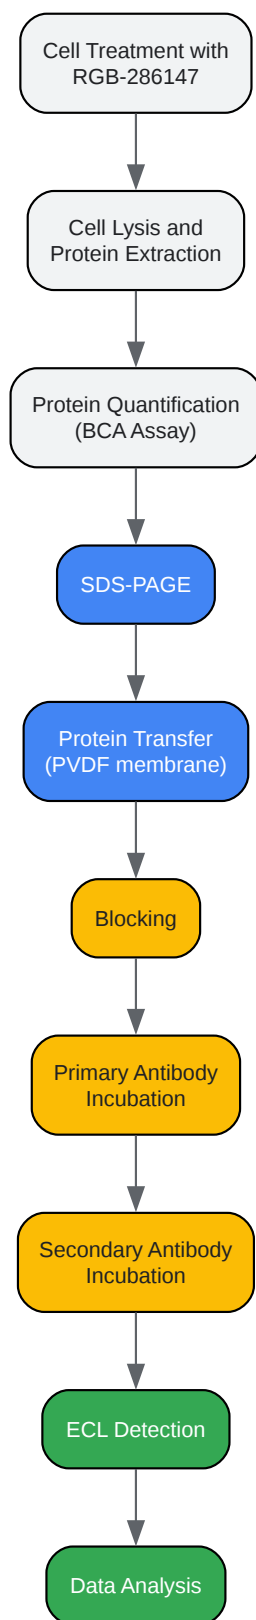 Cell Treatment with
RGB-286147
Cell Lysis and
Protein Extraction
Protein Quantification
(BCA Assay)
SDS-PAGE
Protein Transfer
(PVDF membrane)
Blocking
Primary Antibody
Incubation
Secondary Antibody
Incubation
ECL Detection
Data Analysis